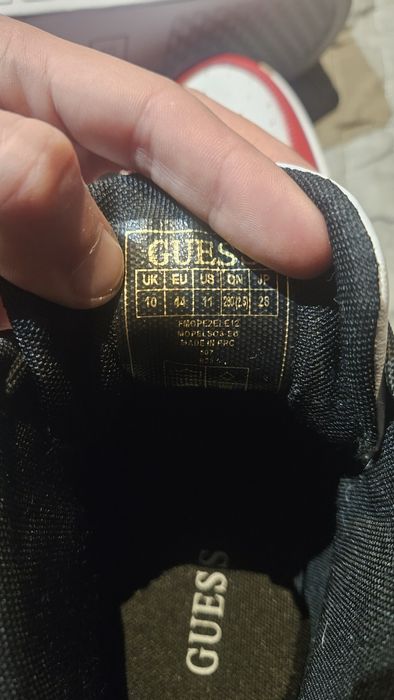 GUESS
UK EU US CN JP
10 44 11 280(2.5) 28
FMOPE2ELE12
MADE IN PRC
GUESS